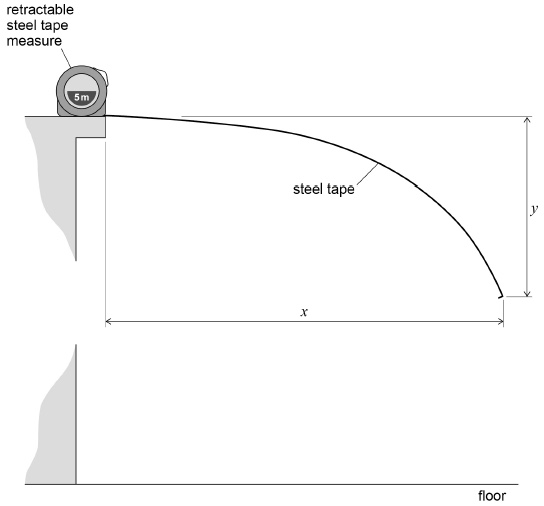 retractable
steel tape
measure
5 m
steel tape
y
x
floor